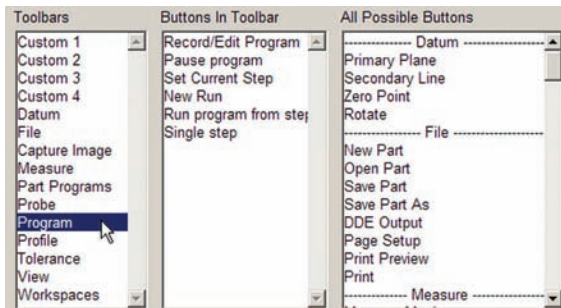 Toolbars
Custom 1
Custom 2
Custom 3
Custom 4
Datum
File
Capture Image
Measure
Part Programs
Probe
Program
Profile
Tolerance
View
Workspaces
Buttons In Toolbar
Record/Edit Program
Pause program
Set Current Step
New Run
Run program from step
Single step
All Possible Buttons
--------------- Datum ---------------
Primary Plane
Secondary Line
Zero Point
Rotate
----------------- File ------------------
New Part
Open Part
Save Part
Save Part As
DDE Output
Page Setup
Print Preview
Print
-------------- Measure --------------